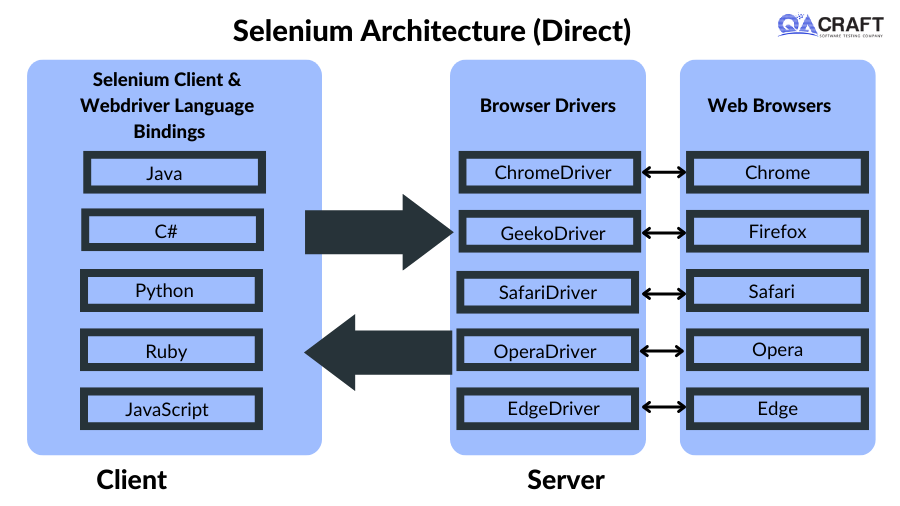 Selenium Architecture (Direct)
QACRAFT
SOFTWARE TESTING COMPANY
Selenium Client &
Webdriver Language
Bindings
Java
C#
Python
Ruby
JavaScript
Browser Drivers
ChromeDriver
GeekoDriver
SafariDriver
OperaDriver
EdgeDriver
Web Browsers
Chrome
Firefox
Safari
Opera
Edge
Client
Server